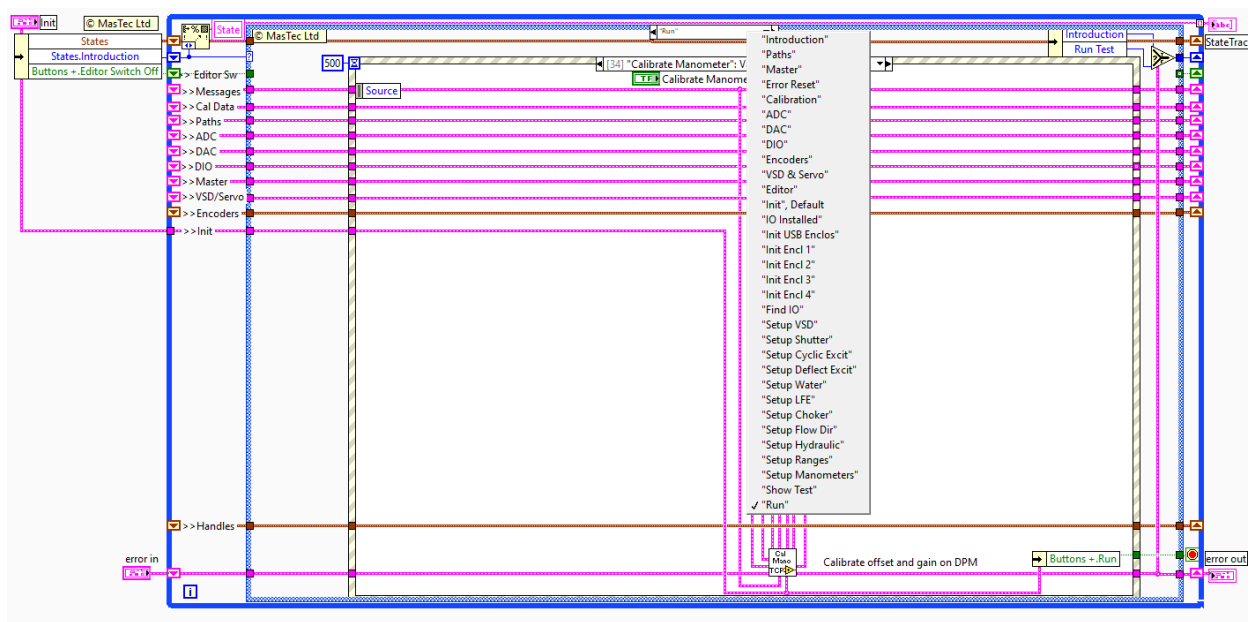 Init
© MasTec Ltd
States
States.Introduction
Buttons +.Editor Switch Off
State
© MasTec Ltd
"Run"
Introduction
Run Test
StateTrac
abc
500
[34] "Calibrate Manometer": V
TF
Calibrate Manome
Source
> Editor Sw
>>Messages
>>Cal Data
>>Paths
>>ADC
>>DAC
>>DIO
>>Master
>>VSD/Servo
>>Encoders
>>Init
"Introduction"
"Paths"
"Master"
"Error Reset"
"Calibration"
"ADC"
"DAC"
"DIO"
"Encoders"
"VSD & Servo"
"Editor"
"Init", Default
"IO Installed"
"Init USB Enclos"
"Init Encl 1"
"Init Encl 2"
"Init Encl 3"
"Init Encl 4"
"Find IO"
"Setup VSD"
"Setup Shutter"
"Setup Cyclic Excit"
"Setup Deflect Excit"
"Setup Water"
"Setup LFE"
"Setup Choker"
"Setup Flow Dir"
"Setup Hydraulic"
"Setup Ranges"
"Setup Manometers"
"Show Test"
✓ "Run"
>>Handles
error in
Cal
Mano
TCP
Calibrate offset and gain on DPM
Buttons +.Run
error out
i